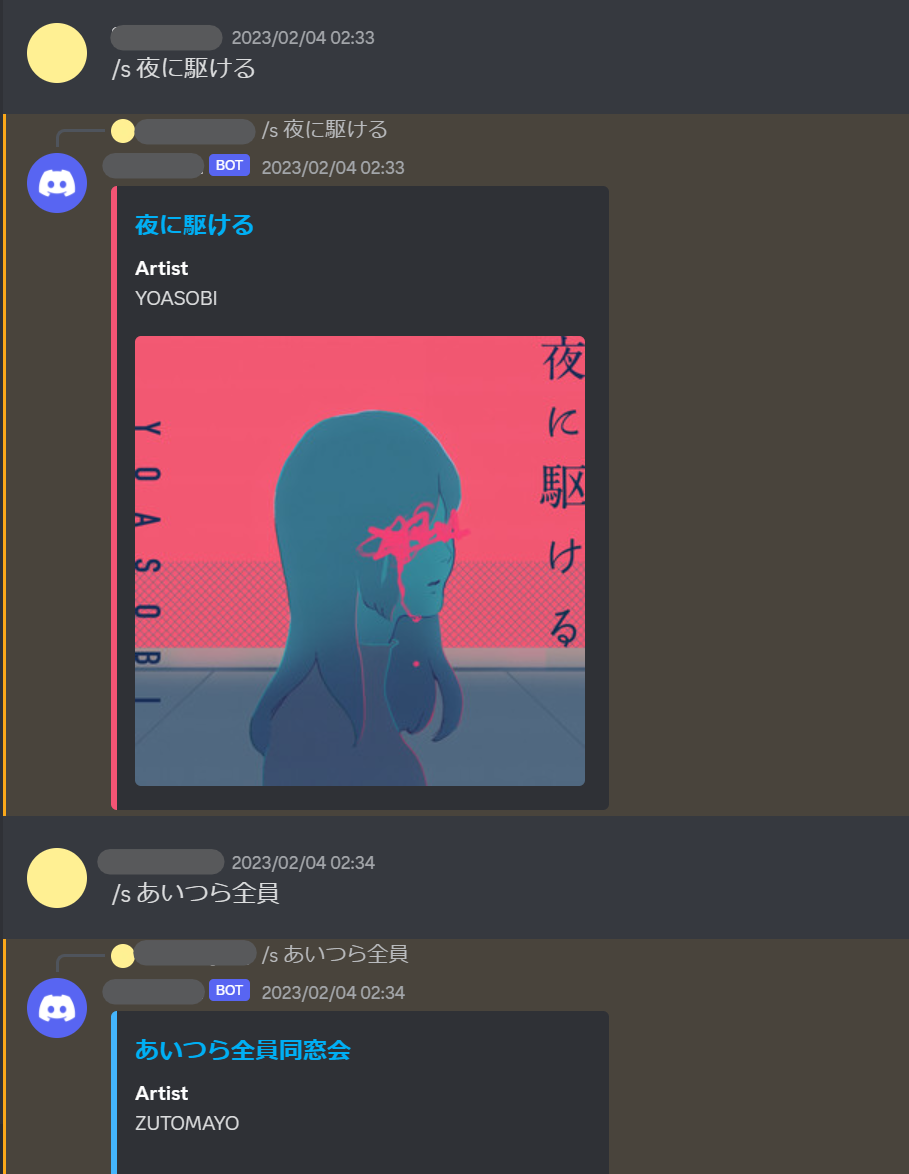 2023/02/04 02:33
/s 夜に駆ける
/s 夜に駆ける
BOT 2023/02/04 02:33
夜に駆ける
Artist
YOASOBI
夜に駆ける
YOASOBI
2023/02/04 02:34
/s あいつら全員
/s あいつら全員
BOT 2023/02/04 02:34
あいつら全員同窓会
Artist
ZUTOMAYO